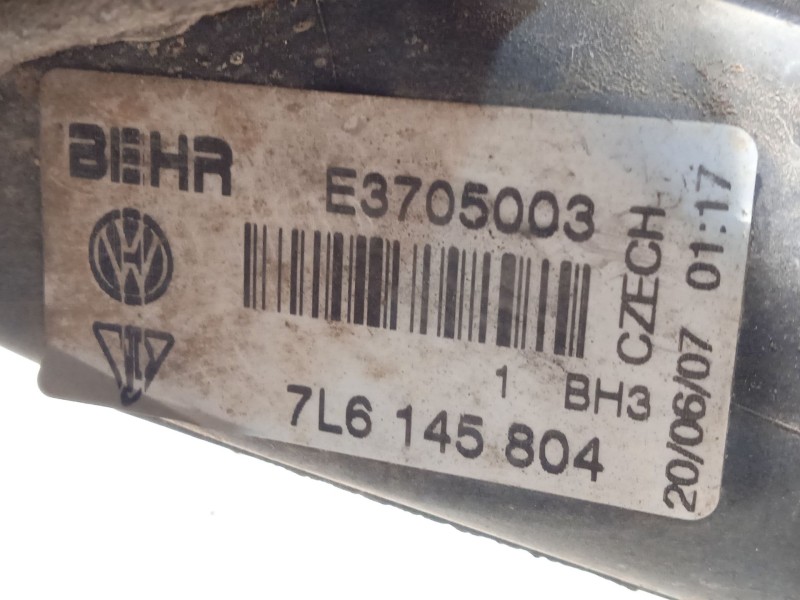 BEHR
E3705003
1 BH3
7L6 145 804
CZECH
20/06/07 01:17